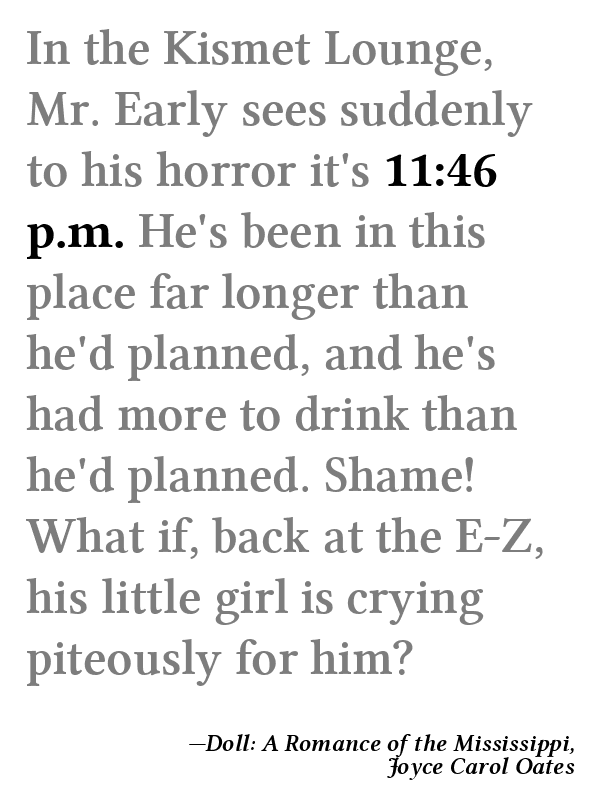 In the Kismet Lounge,
Mr. Early sees suddenly
to his horror it's 11:46
p.m. He's been in this
place far longer than
he'd planned, and he's
had more to drink than
he'd planned. Shame!
What if, back at the E-Z,
his little girl is crying
piteously for him?
—Doll: A Romance of the Mississippi,
Joyce Carol Oates